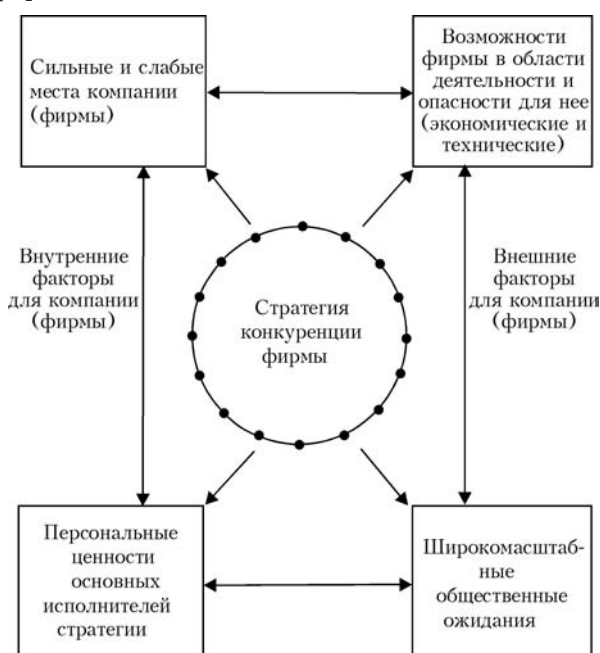 Сильные и слабые
места компании
(фирмы)
Возможности
фирмы в области
деятельности и
опасности для нее
(экономические и
технические)
Внутренние
факторы
для компании
(фирмы)
Стратегия
конкуренции
фирмы
Внешние
факторы
для компании
(фирмы)
Персональные
ценности
основных
исполнителей
стратегии
Широкомасштаб-
ные
общественные
ожидания